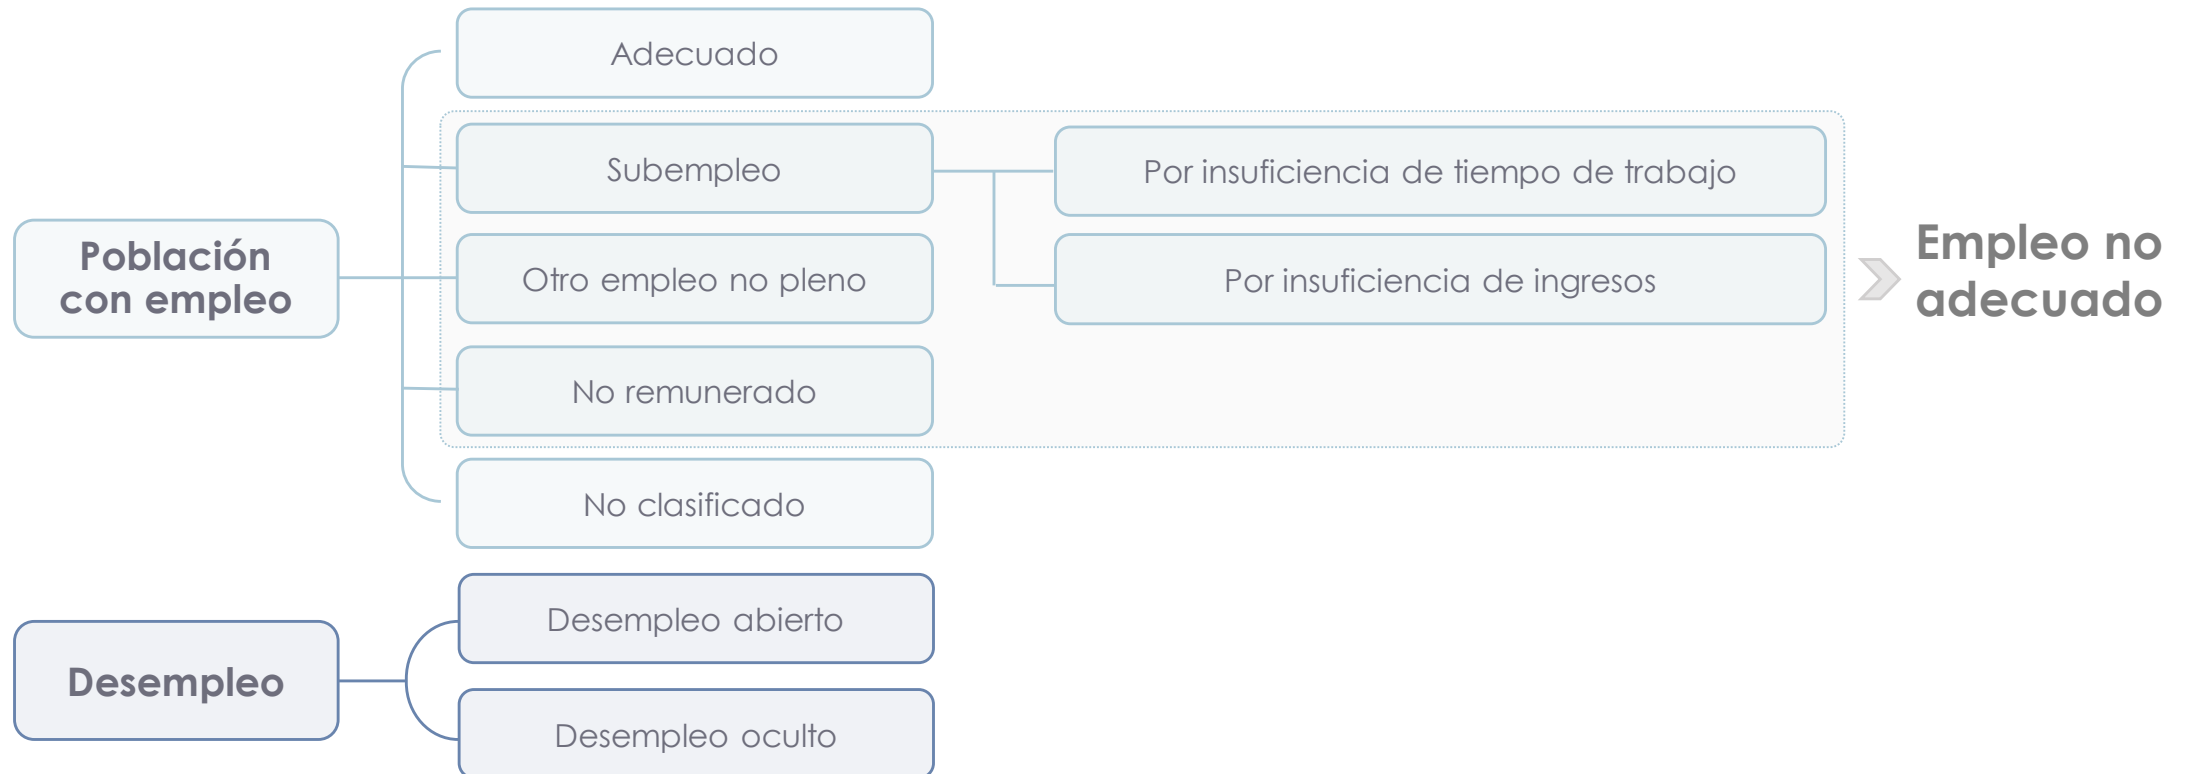 Adecuado
Subempleo
Por insuficiencia de tiempo de trabajo
Población
con empleo
Otro empleo no pleno
Por insuficiencia de ingresos
Empleo no
adecuado
No remunerado
No clasificado
Desempleo
Desempleo abierto
Desempleo oculto